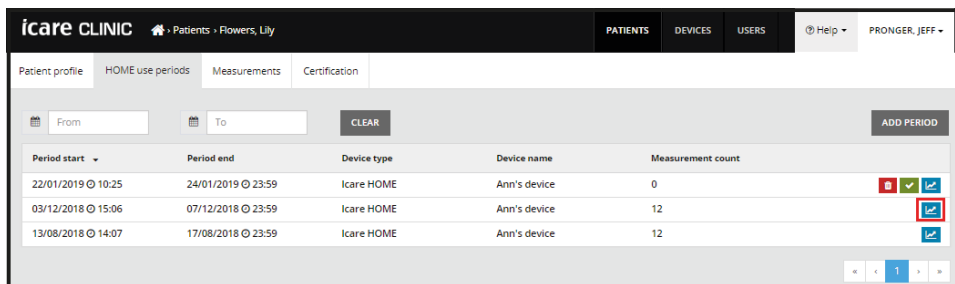 icare CLINIC › Patients › Flowers, Lily PATIENTS DEVICES USERS Help PRONGER, JEFF
Patient profile HOME use periods Measurements Certification
From To CLEAR ADD PERIOD
Period start Period end Device type Device name Measurement count
22/01/2019 10:25 24/01/2019 23:59 Icare HOME Ann's device 0
03/12/2018 15:06 07/12/2018 23:59 Icare HOME Ann's device 12
13/08/2018 14:07 17/08/2018 23:59 Icare HOME Ann's device 12
« ‹ 1 › »